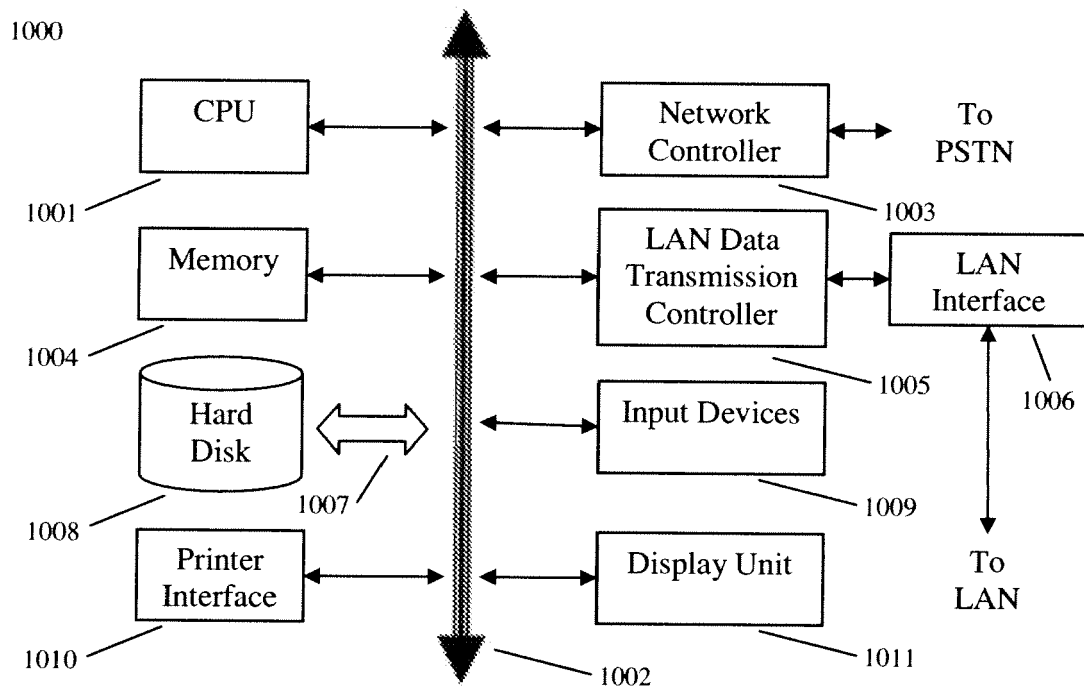 1000
CPU
1001
Network
Controller
1003
To
PSTN
Memory
1004
LAN Data
Transmission
Controller
1005
LAN
Interface
1006
Hard
Disk
1008
1007
Input Devices
1009
Printer
Interface
1010
Display Unit
1011
To
LAN
1002